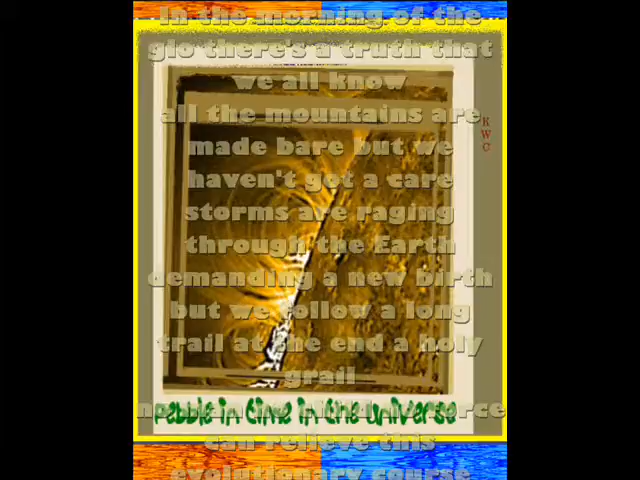 In the morning of the
glo there's a truth that
we all know
all the mountains are
made bare but we
haven't got a care
storms are raging
through the Earth
demanding a new birth
but we follow a long
trail at the end a holy
grail
can relieve this
evolutionary course
KWC
Pebble in time in the universe